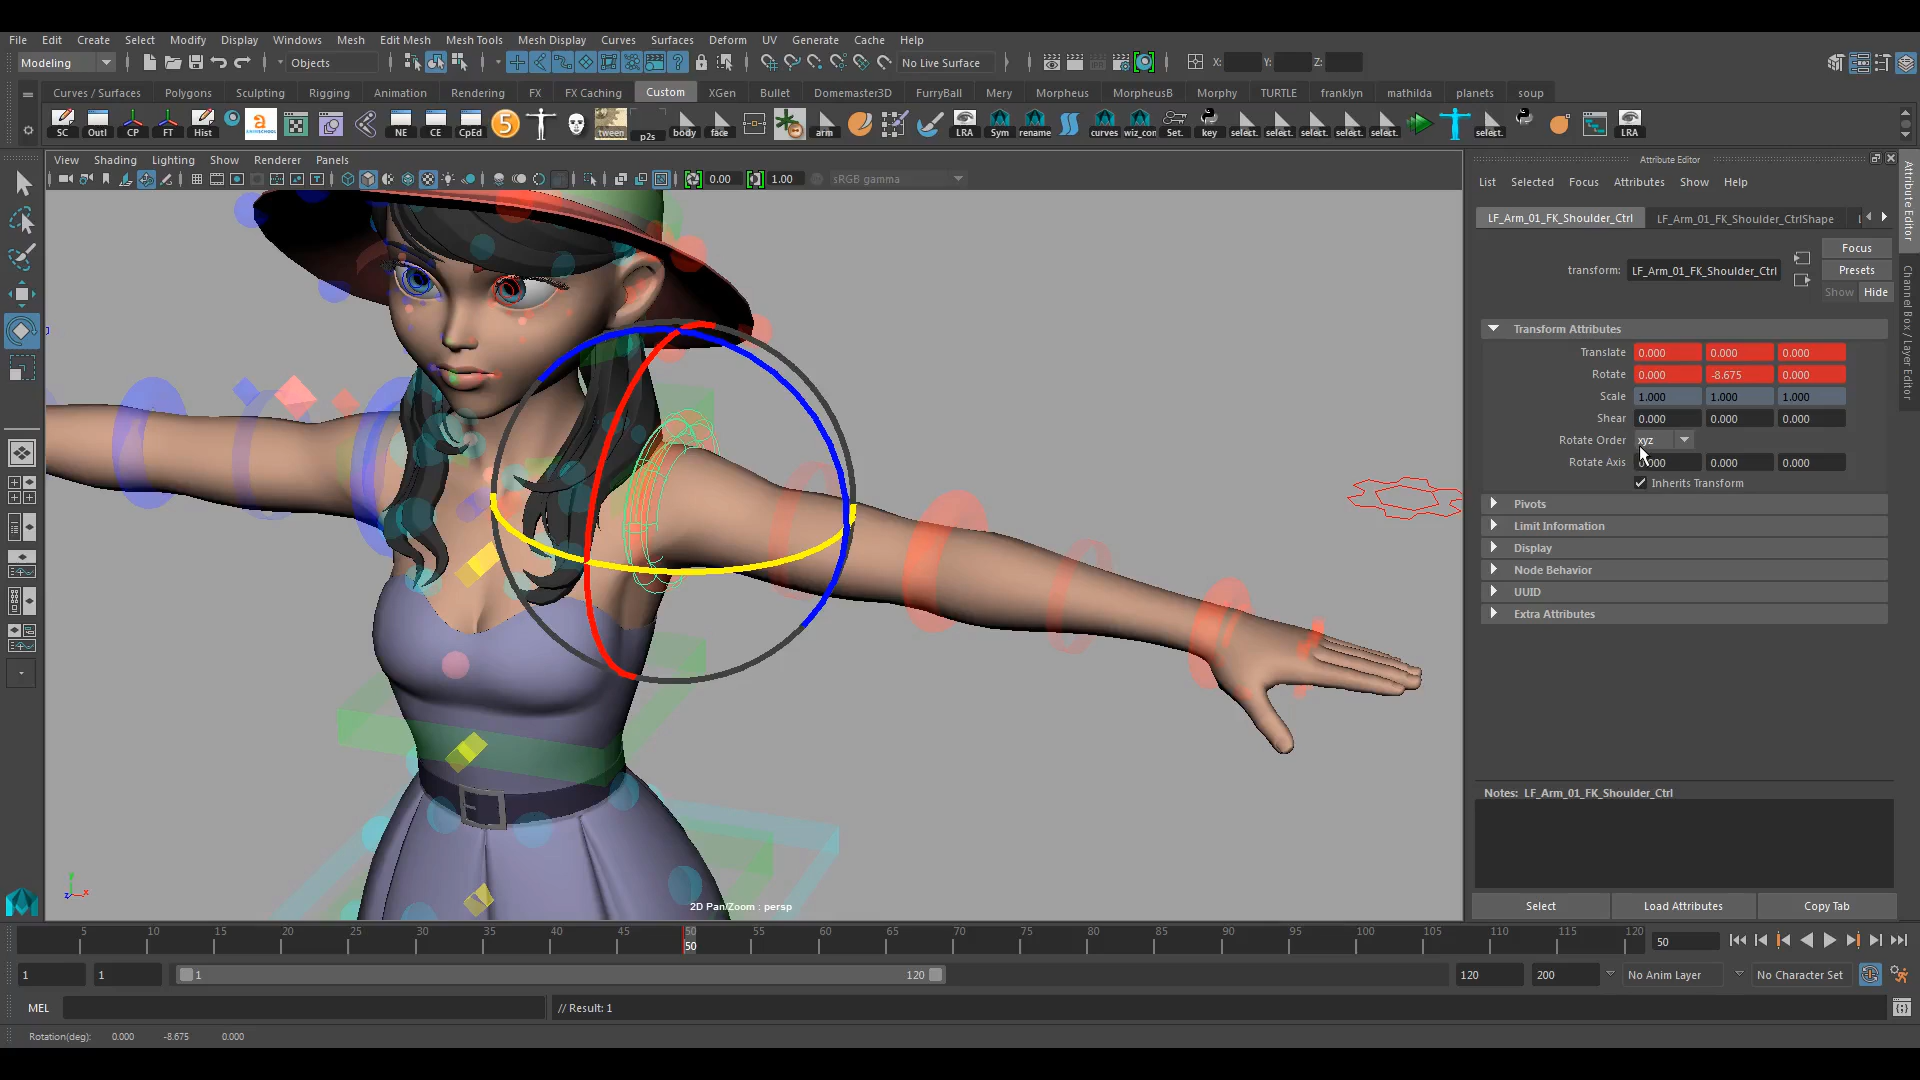 File Edit Create Select Modify Display Windows Mesh Edit Mesh Mesh Tools Mesh Display Curves Surfaces Deform UV Generate Cache Help
Modeling Objects No Live Surface X: Y: Z:
Curves / Surfaces Polygons Sculpting Rigging Animation Rendering FX FX Caching Custom XGen Bullet Domemaster3D FurryBall Mery Morpheus MorpheusB Morphy TURTLE franklyn mathilda planets soup
SC Outl CP FT Hist NE CE CpEd 5 tween p2s body face arm LRA Sym rename curves wiz_con Set. key select. select. select. select. select. select. LRA
View Shading Lighting Show Renderer Panels
0.00 1.00 sRGB gamma
2D Pan/Zoom : persp
Attribute Editor
List Selected Focus Attributes Show Help
LF_Arm_01_FK_Shoulder_Ctrl LF_Arm_01_FK_Shoulder_CtrlShape
Focus
transform: LF_Arm_01_FK_Shoulder_Ctrl Presets
Show Hide
Transform Attributes
Translate 0.000 0.000 0.000
Rotate 0.000 -8.675 0.000
Scale 1.000 1.000 1.000
Shear 0.000 0.000 0.000
Rotate Order xyz
Rotate Axis 0.000 0.000 0.000
Inherits Transform
Pivots
Limit Information
Display
Node Behavior
UUID
Extra Attributes
Notes: LF_Arm_01_FK_Shoulder_Ctrl
Select Load Attributes Copy Tab
Attribute Editor
Channel Box / Layer Editor
5 10 15 20 25 30 35 40 45 50 55 60 65 70 75 80 85 90 95 100 105 110 115 120
50 50
1 1 1 120 120 200 No Anim Layer No Character Set
MEL // Result: 1
Rotation(deg): 0.000 -8.675 0.000